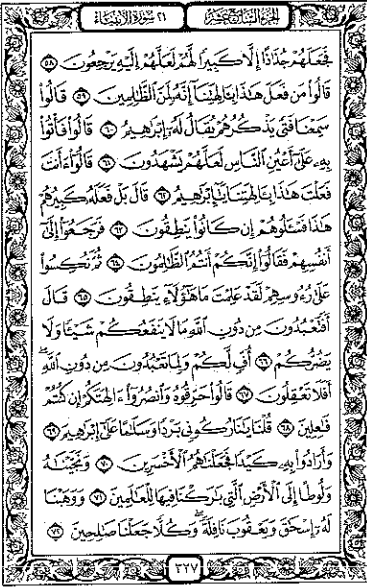 الجزء السابع عشر ٢١ سورة الأنبياء
فَجَعَلَهُمْ جُذَٰذًا إِلَّا كَبِيرًا لَّهُمْ لَعَلَّهُمْ إِلَيْهِ يَرْجِعُونَ ٥٨
قَالُوا۟ مَن فَعَلَ هَٰذَا بِـَٔالِهَتِنَآ إِنَّهُۥ لَمِنَ ٱلظَّٰلِمِينَ ٥٩ قَالُوا۟
سَمِعْنَا فَتًى يَذْكُرُهُمْ يُقَالُ لَهُۥٓ إِبْرَٰهِيمُ ٦٠ قَالُوا۟ فَأْتُوا۟
بِهِۦ عَلَىٰٓ أَعْيُنِ ٱلنَّاسِ لَعَلَّهُمْ يَشْهَدُونَ ٦١ قَالُوٓا۟ ءَأَنتَ
فَعَلْتَ هَٰذَا بِـَٔالِهَتِنَا يَٰٓإِبْرَٰهِيمُ ٦٢ قَالَ بَلْ فَعَلَهُۥ كَبِيرُهُمْ
هَٰذَا فَسْـَٔلُوهُمْ إِن كَانُوا۟ يَنطِقُونَ ٦٣ فَرَجَعُوٓا۟ إِلَىٰٓ
أَنفُسِهِمْ فَقَالُوٓا۟ إِنَّكُمْ أَنتُمُ ٱلظَّٰلِمُونَ ٦٤ ثُمَّ نُكِسُوا۟
عَلَىٰ رُءُوسِهِمْ لَقَدْ عَلِمْتَ مَا هَٰٓؤُلَآءِ يَنطِقُونَ ٦٥ قَالَ
أَفَتَعْبُدُونَ مِن دُونِ ٱللَّهِ مَا لَا يَنفَعُكُمْ شَيْـًٔا وَلَا
يَضُرُّكُمْ ٦٦ أُفٍّ لَّكُمْ وَلِمَا تَعْبُدُونَ مِن دُونِ ٱللَّهِ ۖ
أَفَلَا تَعْقِلُونَ ٦٧ قَالُوا۟ حَرِّقُوهُ وَٱنصُرُوٓا۟ ءَالِهَتَكُمْ إِن كُنتُمْ
فَٰعِلِينَ ٦٨ قُلْنَا يَٰنَارُ كُونِى بَرْدًا وَسَلَٰمًا عَلَىٰٓ إِبْرَٰهِيمَ ٦٩
وَأَرَادُوا۟ بِهِۦ كَيْدًا فَجَعَلْنَٰهُمُ ٱلْأَخْسَرِينَ ٧٠ وَنَجَّيْنَٰهُ
وَلُوطًا إِلَى ٱلْأَرْضِ ٱلَّتِى بَٰرَكْنَا فِيهَا لِلْعَٰلَمِينَ ٧١ وَوَهَبْنَا
لَهُۥٓ إِسْحَٰقَ وَيَعْقُوبَ نَافِلَةً ۖ وَكُلًّا جَعَلْنَا صَٰلِحِينَ ٧٢
٣٢٧